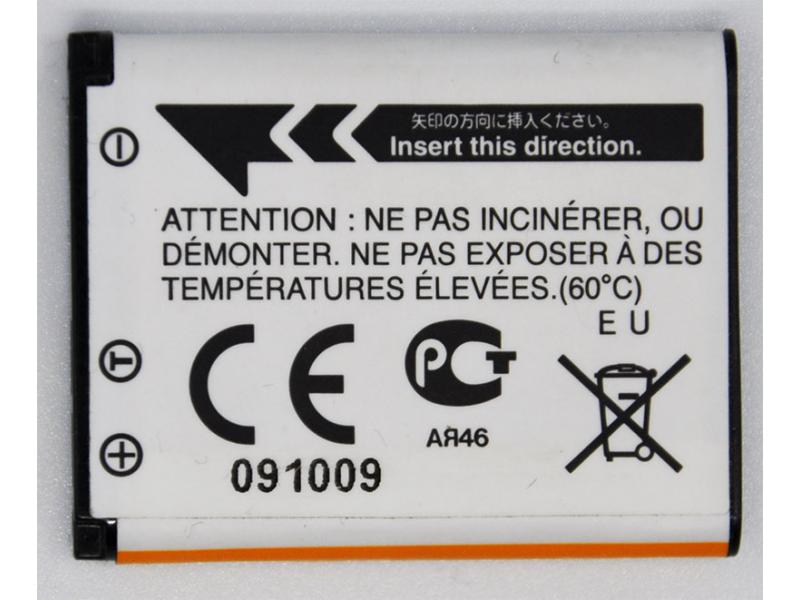 矢印の方向に挿入ください。
Insert this direction.
ATTENTION : NE PAS INCINÉRER, OU
DÉMONTER. NE PAS EXPOSER À DES
TEMPÉRATURES ÉLEVÉES.(60°C)
E U
CE
PCT
АЯ46
091009
−
T
+